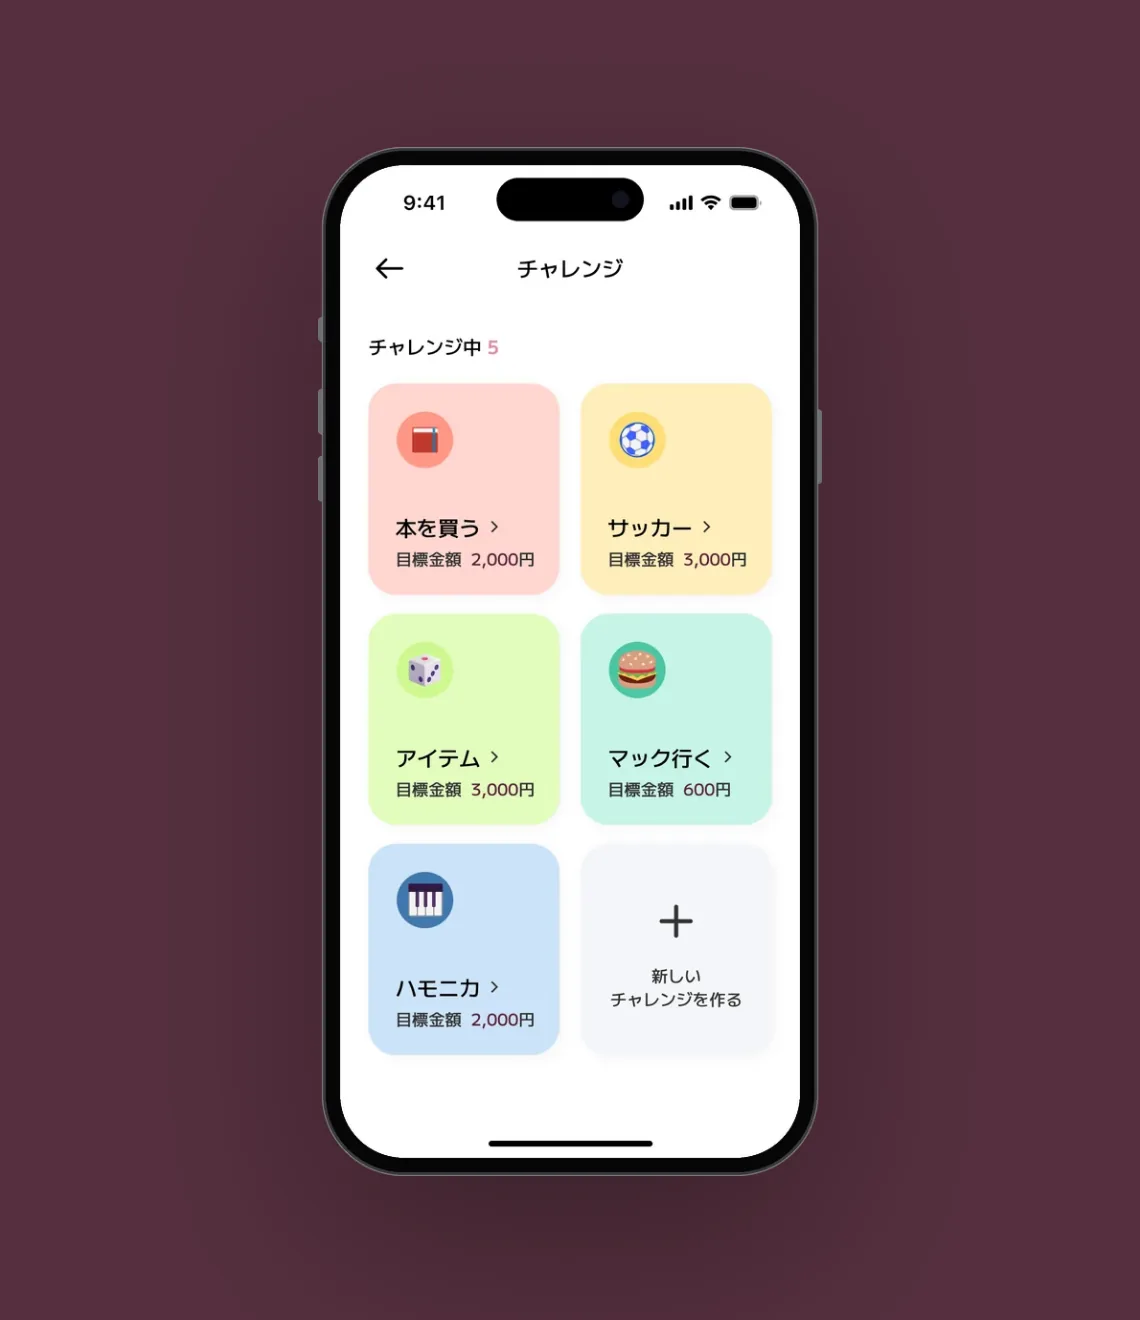 9:41
チャレンジ
チャレンジ中 5
本を買う
目標金額 2,000円
サッカー
目標金額 3,000円
アイテム
目標金額 3,000円
マック行く
目標金額 600円
ハモニカ
目標金額 2,000円
新しい
チャレンジを作る